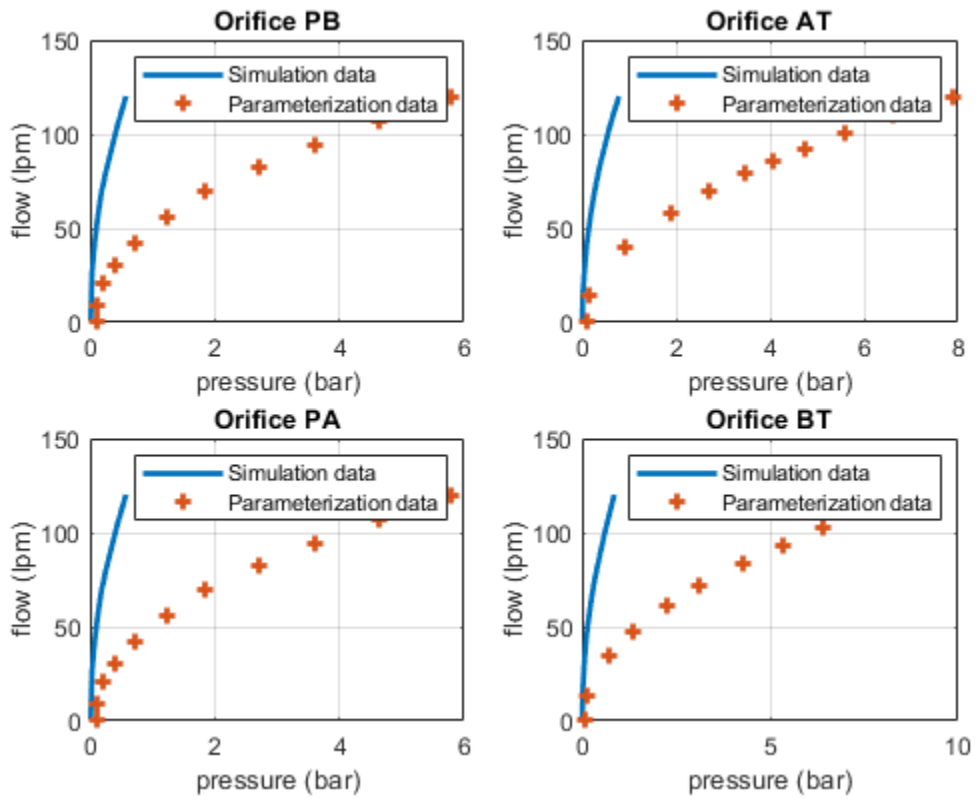 Orifice PB
150
100
50
0
flow (lpm)
Simulation data
Parameterization data
0 2 4 6
pressure (bar)
Orifice AT
150
100
50
0
flow (lpm)
Simulation data
Parameterization data
0 2 4 6 8
pressure (bar)
Orifice PA
150
100
50
0
flow (lpm)
Simulation data
Parameterization data
0 2 4 6
pressure (bar)
Orifice BT
150
100
50
0
flow (lpm)
Simulation data
Parameterization data
0 5 10
pressure (bar)